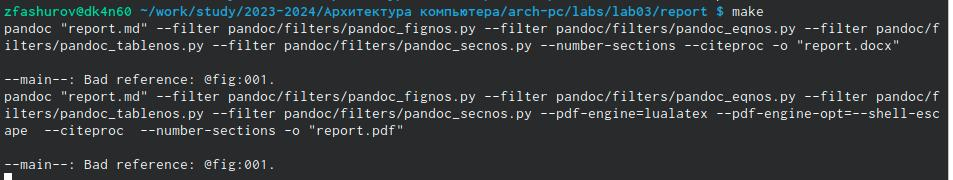 zfashurov@dk4n60 ~/work/study/2023-2024/Архитектура компьютера/arch-pc/labs/lab03/report $ make
pandoc "report.md" --filter pandoc/filters/pandoc_fignos.py --filter pandoc/filters/pandoc_eqnos.py --filter pandoc/f
ilters/pandoc_tablenos.py --filter pandoc/filters/pandoc_secnos.py --number-sections --citeproc -o "report.docx"
--main--: Bad reference: @fig:001.
pandoc "report.md" --filter pandoc/filters/pandoc_fignos.py --filter pandoc/filters/pandoc_eqnos.py --filter pandoc/f
ilters/pandoc_tablenos.py --filter pandoc/filters/pandoc_secnos.py --pdf-engine=lualatex --pdf-engine-opt=--shell-esc
ape  --citeproc  --number-sections -o "report.pdf"
--main--: Bad reference: @fig:001.